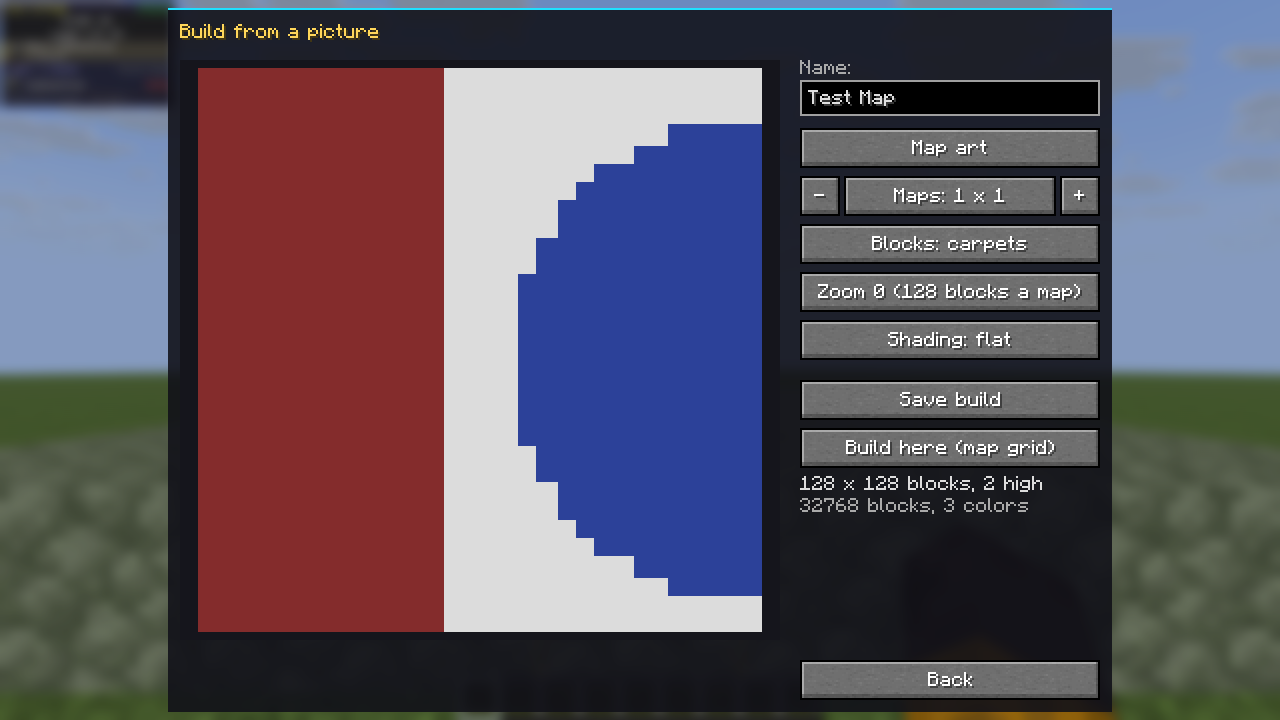 Build from a picture
Name:
Test Map
Map art
- Maps: 1 x 1 +
Blocks: carpets
Zoom 0 (128 blocks a map)
Shading: flat
Save build
Build here (map grid)
128 x 128 blocks, 2 high
32768 blocks, 3 colors
Back